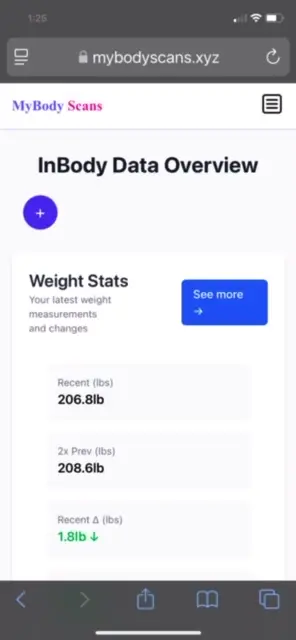 1:25
mybodyscans.xyz
MyBody Scans
InBody Data Overview
+
Weight Stats
Your latest weight
measurements
and changes
See more
→
Recent (lbs)
206.8lb
2x Prev (lbs)
208.6lb
Recent Δ (lbs)
1.8lb ↓